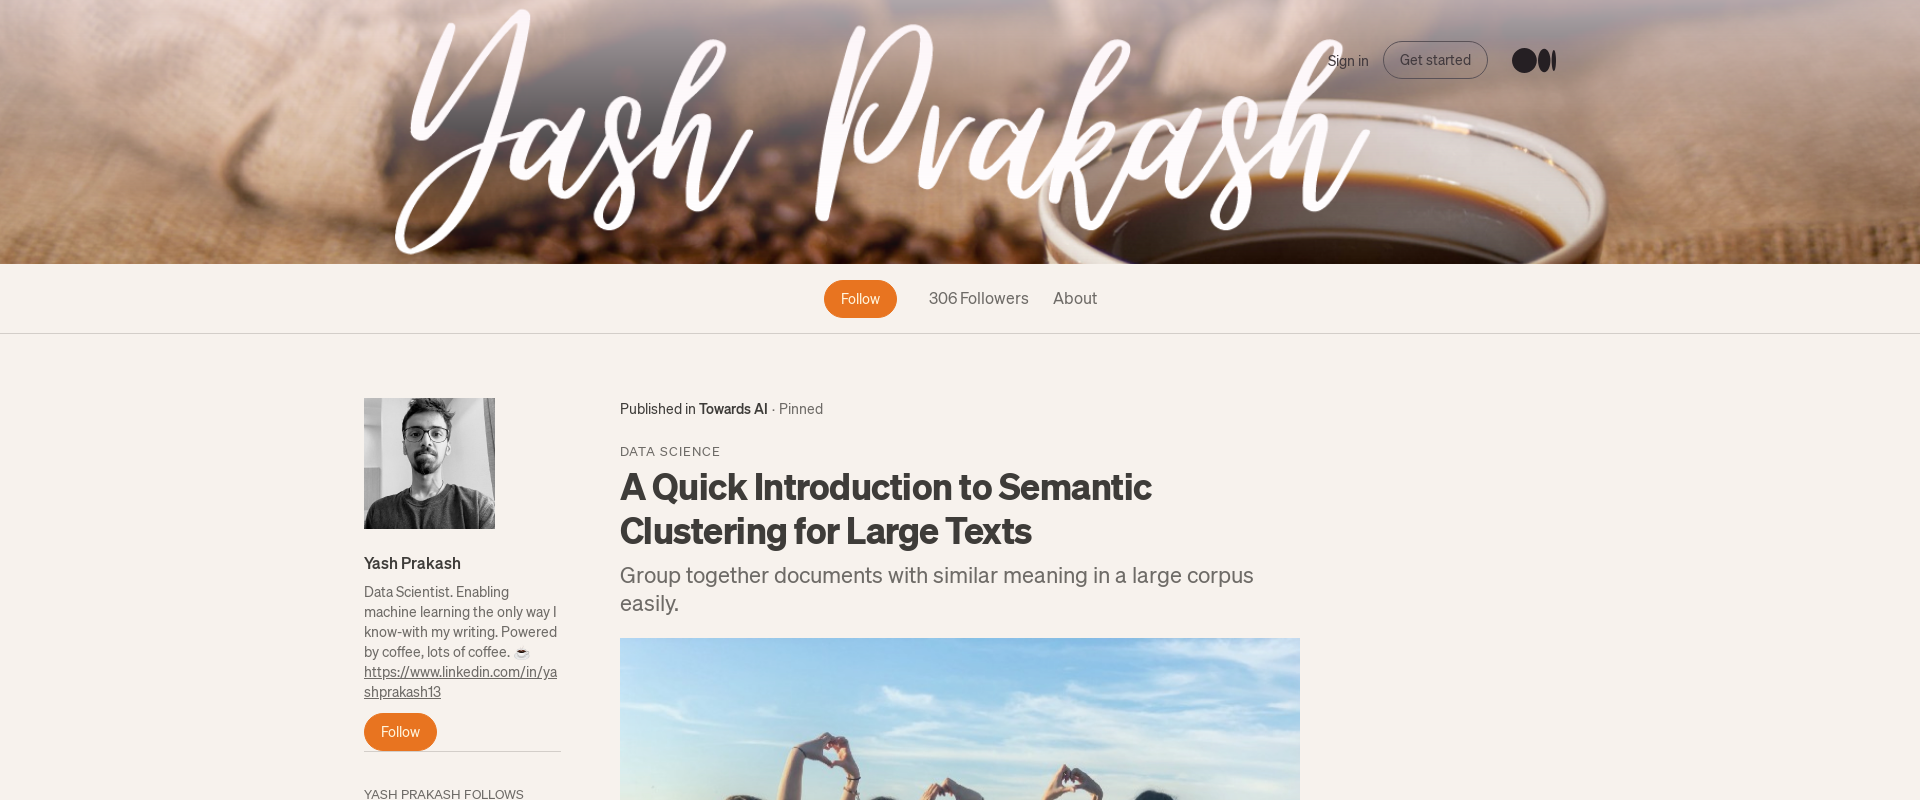 Yash Prakash
Sign in
Get started
Follow
306 Followers
About
Published in Towards AI · Pinned
DATA SCIENCE
A Quick Introduction to Semantic
Clustering for Large Texts
Group together documents with similar meaning in a large corpus
easily.
Yash Prakash
Data Scientist. Enabling
machine learning the only way I
know-with my writing. Powered
by coffee, lots of coffee. ☕
https://www.linkedin.com/in/ya
shprakash13
Follow
YASH PRAKASH FOLLOWS